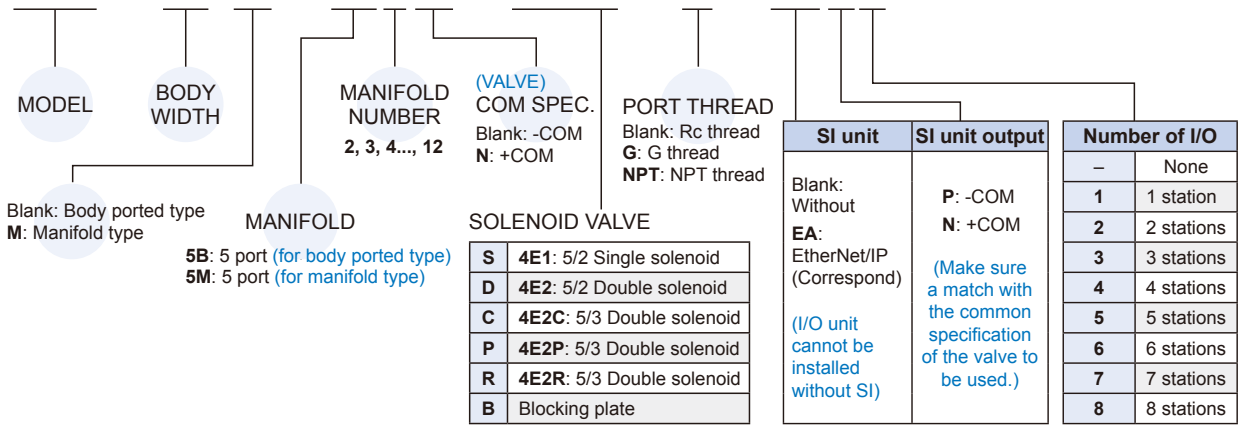 MODEL
BODY
WIDTH
MANIFOLD
NUMBER
2, 3, 4..., 12
(VALVE)
COM SPEC.
Blank: -COM
N: +COM
PORT THREAD
Blank: Rc thread
G: G thread
NPT: NPT thread
Blank: Body ported type
M: Manifold type
MANIFOLD
5B: 5 port (for body ported type)
5M: 5 port (for manifold type)
SOLENOID VALVE
S 4E1: 5/2 Single solenoid
D 4E2: 5/2 Double solenoid
C 4E2C: 5/3 Double solenoid
P 4E2P: 5/3 Double solenoid
R 4E2R: 5/3 Double solenoid
B Blocking plate
SI unit
Blank:
Without
EA:
EtherNet/IP
(Correspond)
(I/O unit
cannot be
installed
without SI)
SI unit output
P: -COM
N: +COM
(Make sure
a match with
the common
specification
of the valve to
be used.)
Number of I/O
– None
1 1 station
2 2 stations
3 3 stations
4 4 stations
5 5 stations
6 6 stations
7 7 stations
8 8 stations